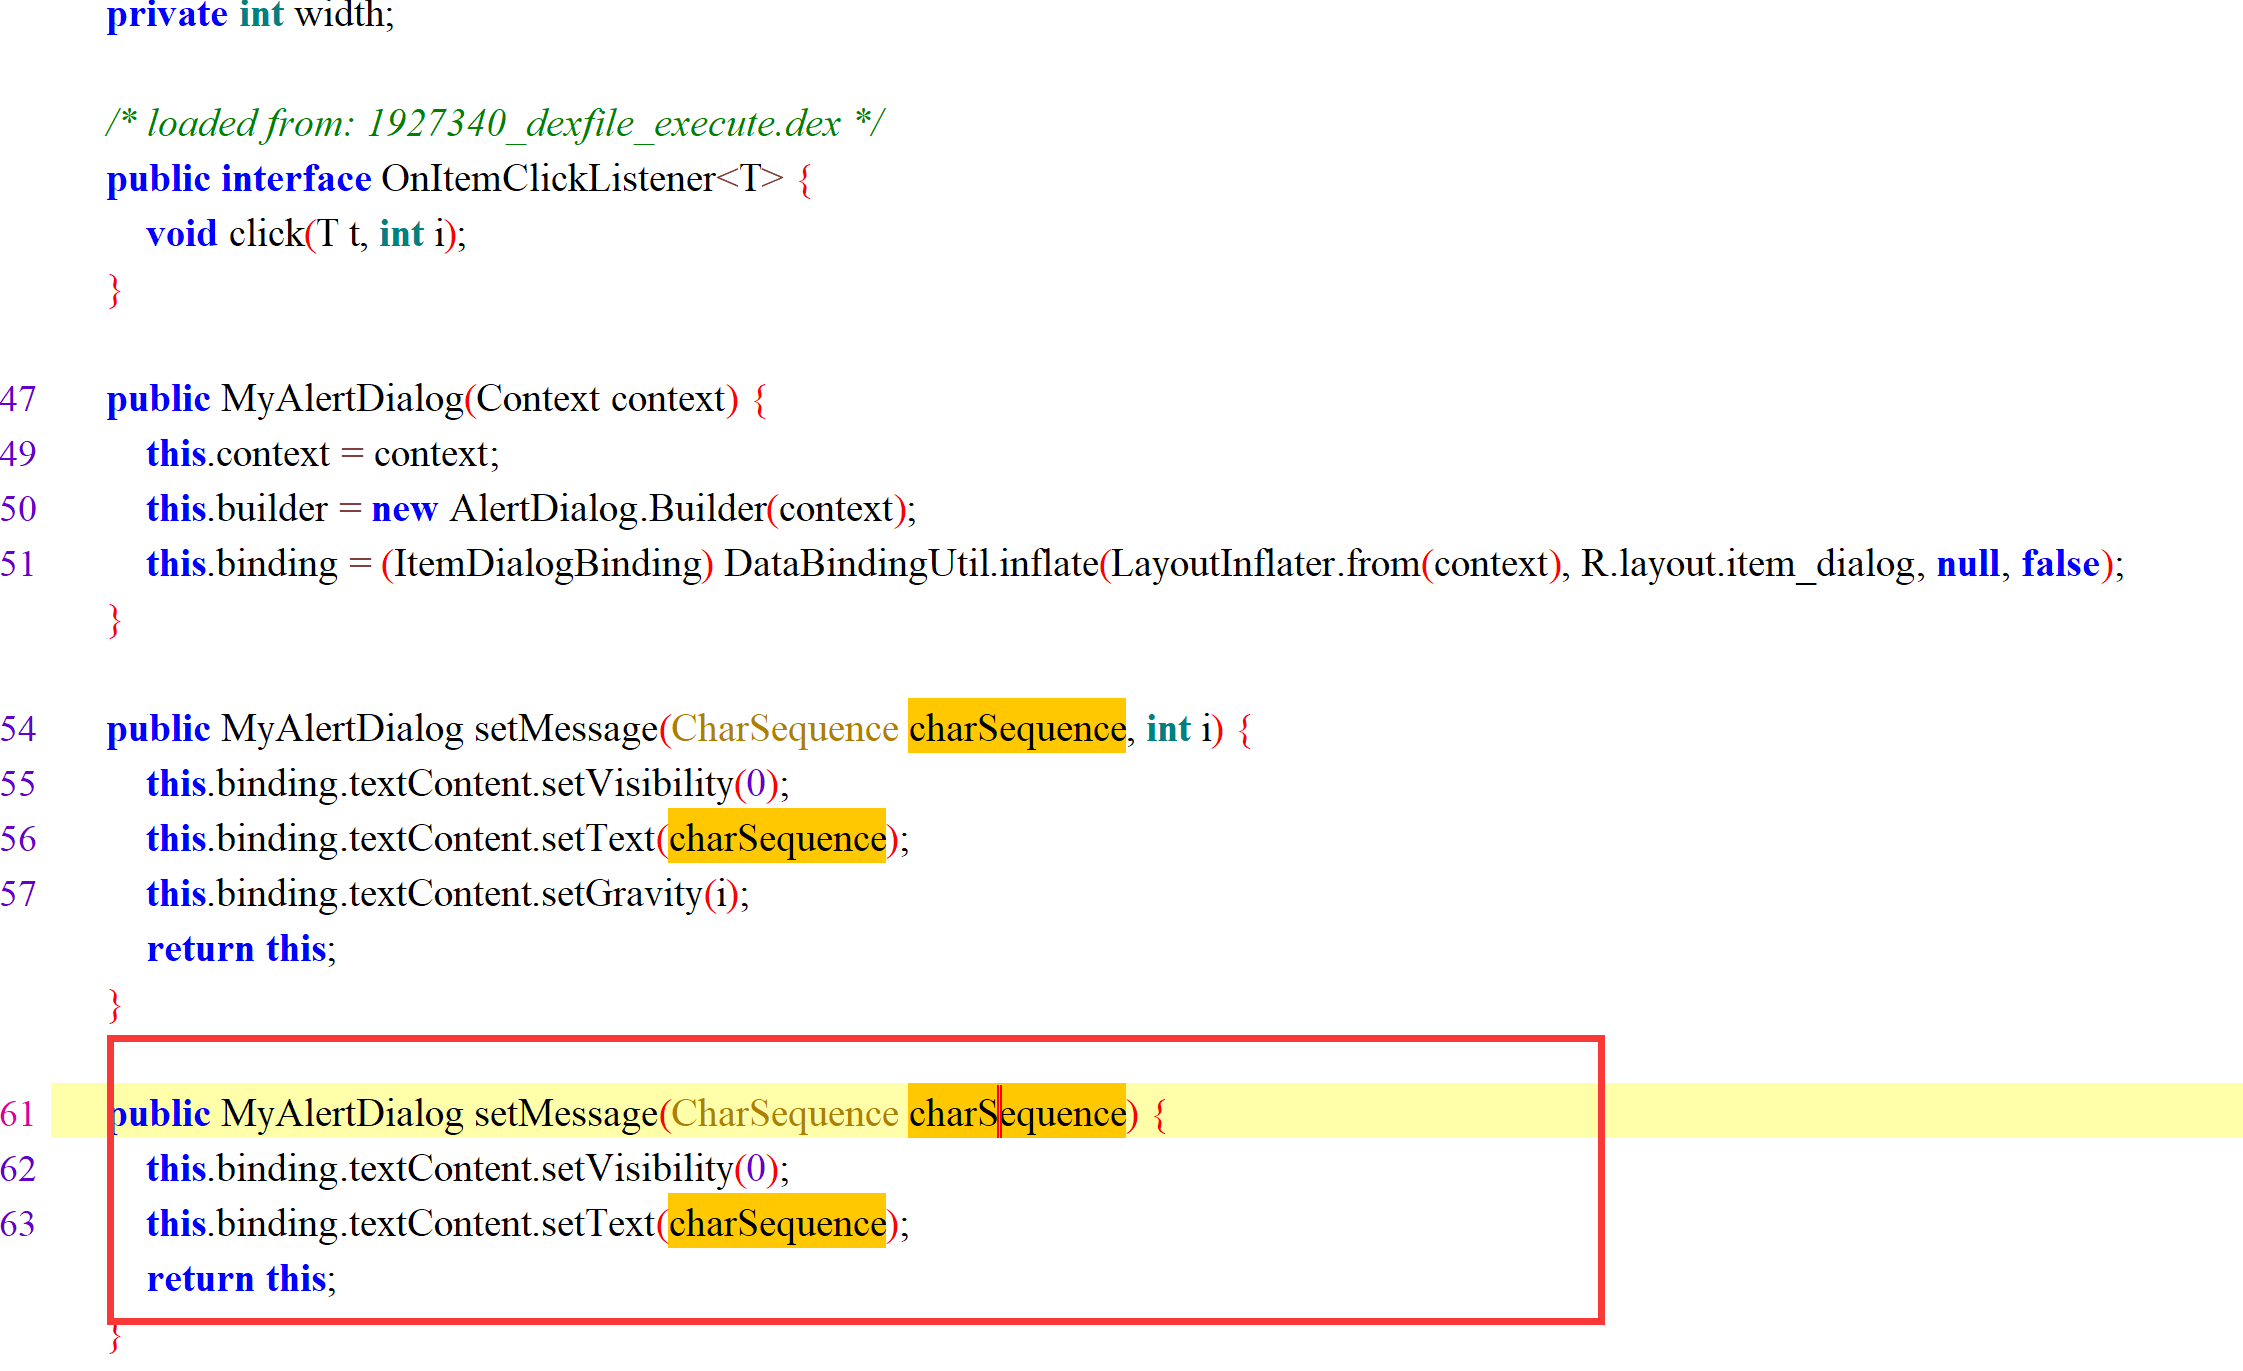 private int width;
/* loaded from: 1927340_dexfile_execute.dex */
public interface OnItemClickListener<T> {
void click(T t, int i);
}
47 public MyAlertDialog(Context context) {
49 this.context = context;
50 this.builder = new AlertDialog.Builder(context);
51 this.binding = (ItemDialogBinding) DataBindingUtil.inflate(LayoutInflater.from(context), R.layout.item_dialog, null, false);
}
54 public MyAlertDialog setMessage(CharSequence charSequence, int i) {
55 this.binding.textContent.setVisibility(0);
56 this.binding.textContent.setText(charSequence);
57 this.binding.textContent.setGravity(i);
return this;
}
61 public MyAlertDialog setMessage(CharSequence charSequence) {
62 this.binding.textContent.setVisibility(0);
63 this.binding.textContent.setText(charSequence);
return this;
}